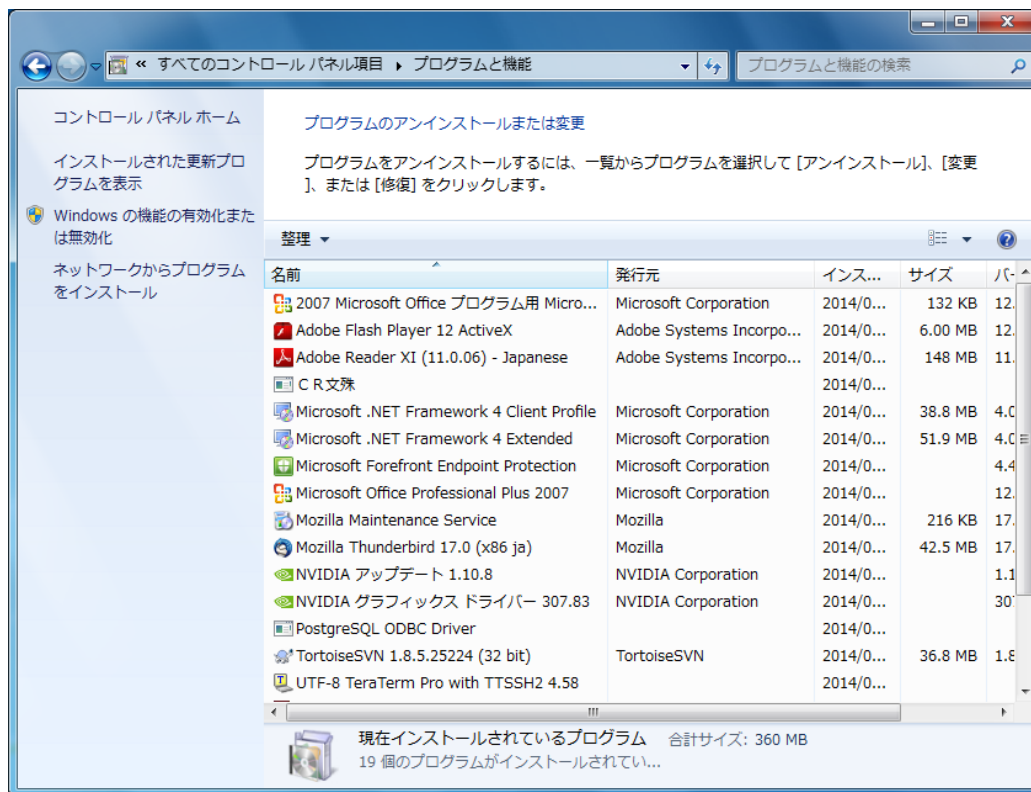 « すべてのコントロール パネル項目 ▸ プログラムと機能
プログラムと機能の検索
コントロール パネル ホーム
インストールされた更新プロ
グラムを表示
Windows の機能の有効化また
は無効化
ネットワークからプログラム
をインストール
プログラムのアンインストールまたは変更
プログラムをアンインストールするには、一覧からプログラムを選択して [アンインストール]、[変更
]、または [修復] をクリックします。
整理
名前 発行元 インス... サイズ バ-
2007 Microsoft Office プログラム用 Micro... Microsoft Corporation 2014/0... 132 KB 12.
Adobe Flash Player 12 ActiveX Adobe Systems Incorpo... 2014/0... 6.00 MB 12.
Adobe Reader XI (11.0.06) - Japanese Adobe Systems Incorpo... 2014/0... 148 MB 11.
ＣＲ文殊 2014/0...
Microsoft .NET Framework 4 Client Profile Microsoft Corporation 2014/0... 38.8 MB 4.0
Microsoft .NET Framework 4 Extended Microsoft Corporation 2014/0... 51.9 MB 4.0
Microsoft Forefront Endpoint Protection Microsoft Corporation 2014/0... 4.4
Microsoft Office Professional Plus 2007 Microsoft Corporation 2014/0... 12.
Mozilla Maintenance Service Mozilla 2014/0... 216 KB 17.
Mozilla Thunderbird 17.0 (x86 ja) Mozilla 2014/0... 42.5 MB 17.
NVIDIA アップデート 1.10.8 NVIDIA Corporation 2014/0... 1.1
NVIDIA グラフィックス ドライバー 307.83 NVIDIA Corporation 2014/0... 307
PostgreSQL ODBC Driver 2014/0...
TortoiseSVN 1.8.5.25224 (32 bit) TortoiseSVN 2014/0... 36.8 MB 1.8
UTF-8 TeraTerm Pro with TTSSH2 4.58 2014/0...
現在インストールされているプログラム 合計サイズ: 360 MB
19 個のプログラムがインストールされてい...